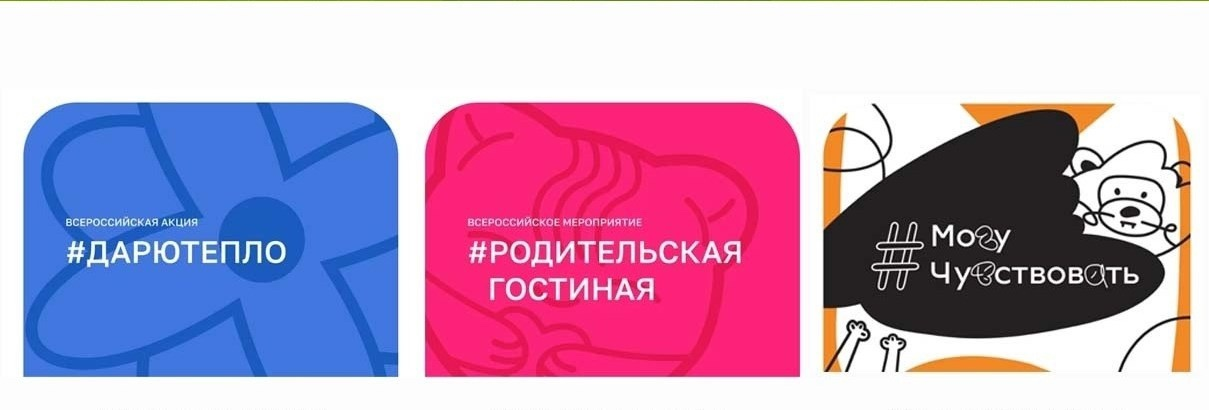 ВСЕРОССИЙСКАЯ АКЦИЯ
#ДАРЮТЕПЛО
ВСЕРОССИЙСКОЕ МЕРОПРИЯТИЕ
#РОДИТЕЛЬСКАЯ
ГОСТИНАЯ
# Могу
Чувствовать